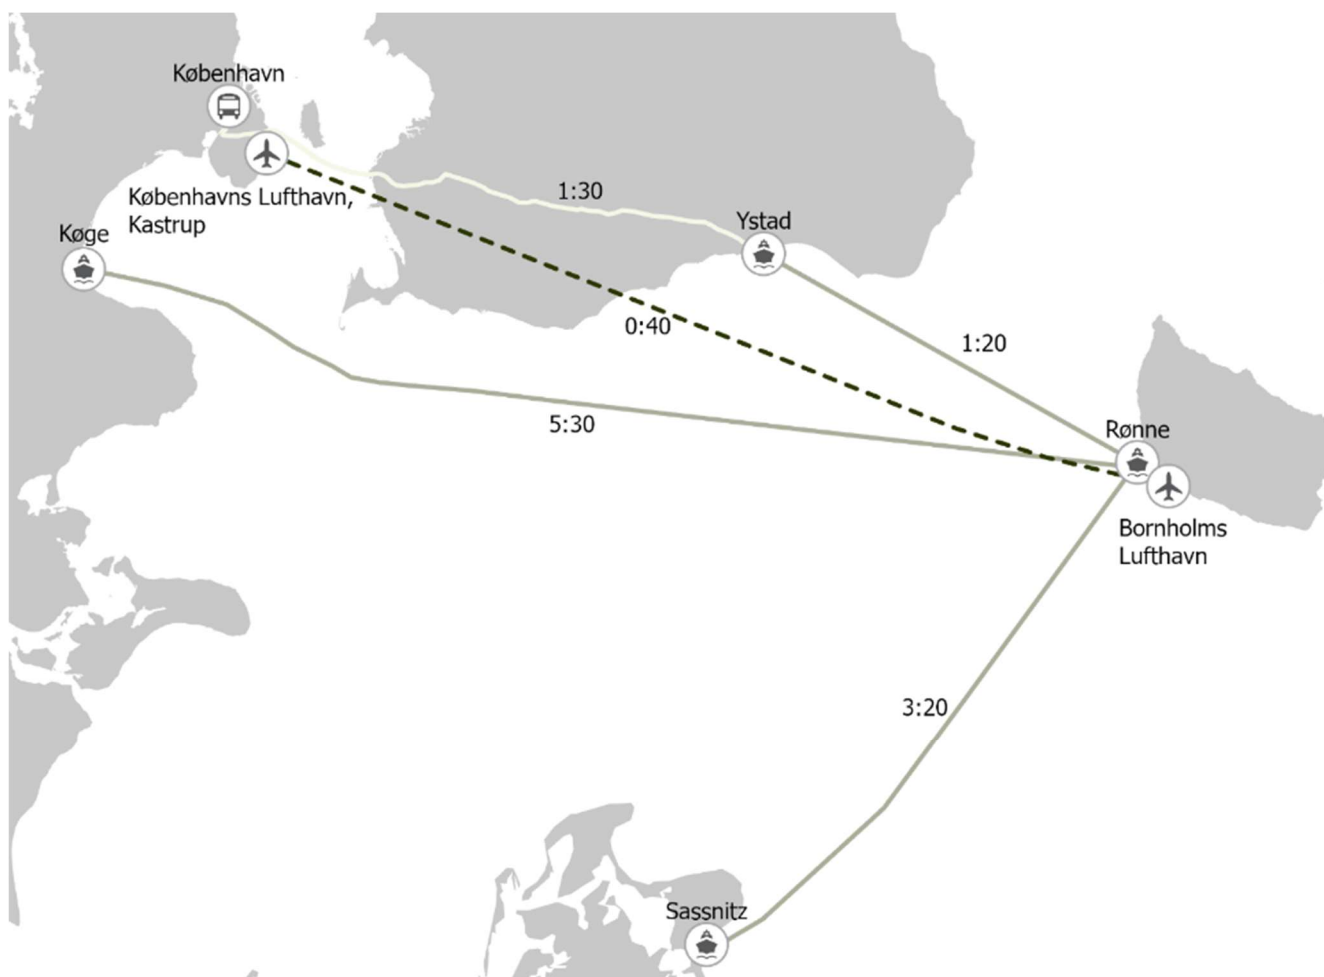 København
Københavns Lufthavn,
Kastrup
Køge
1:30
Ystad
0:40
1:20
5:30
Rønne
Bornholms
Lufthavn
3:20
Sassnitz